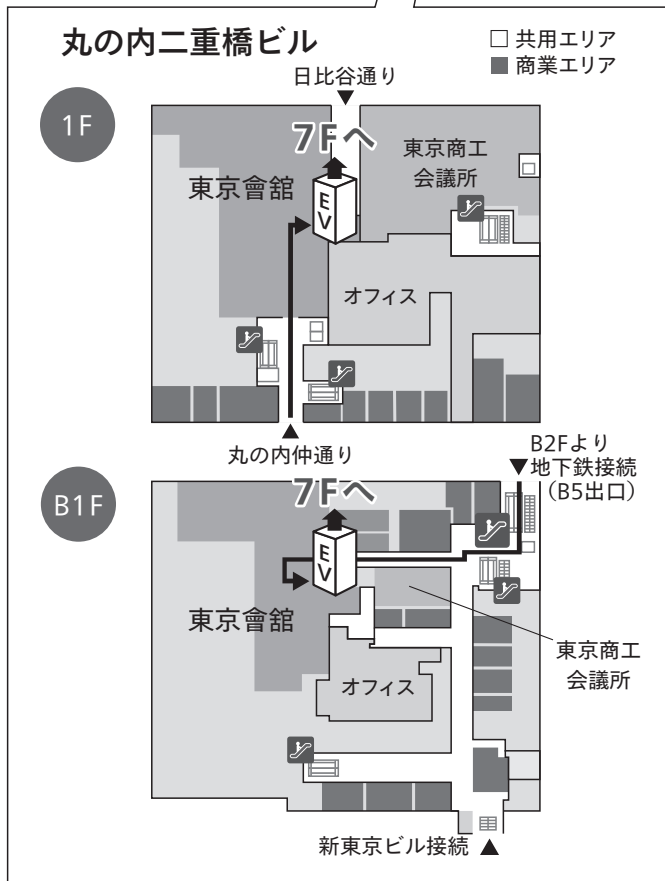 丸の内二重橋ビル
共用エリア
商業エリア
日比谷通り
1F
7Fへ
東京會舘
EV
東京商工
会議所
オフィス
丸の内仲通り
B2Fより
地下鉄接続
（B5出口）
B1F
7Fへ
EV
東京會舘
オフィス
東京商工
会議所
新東京ビル接続